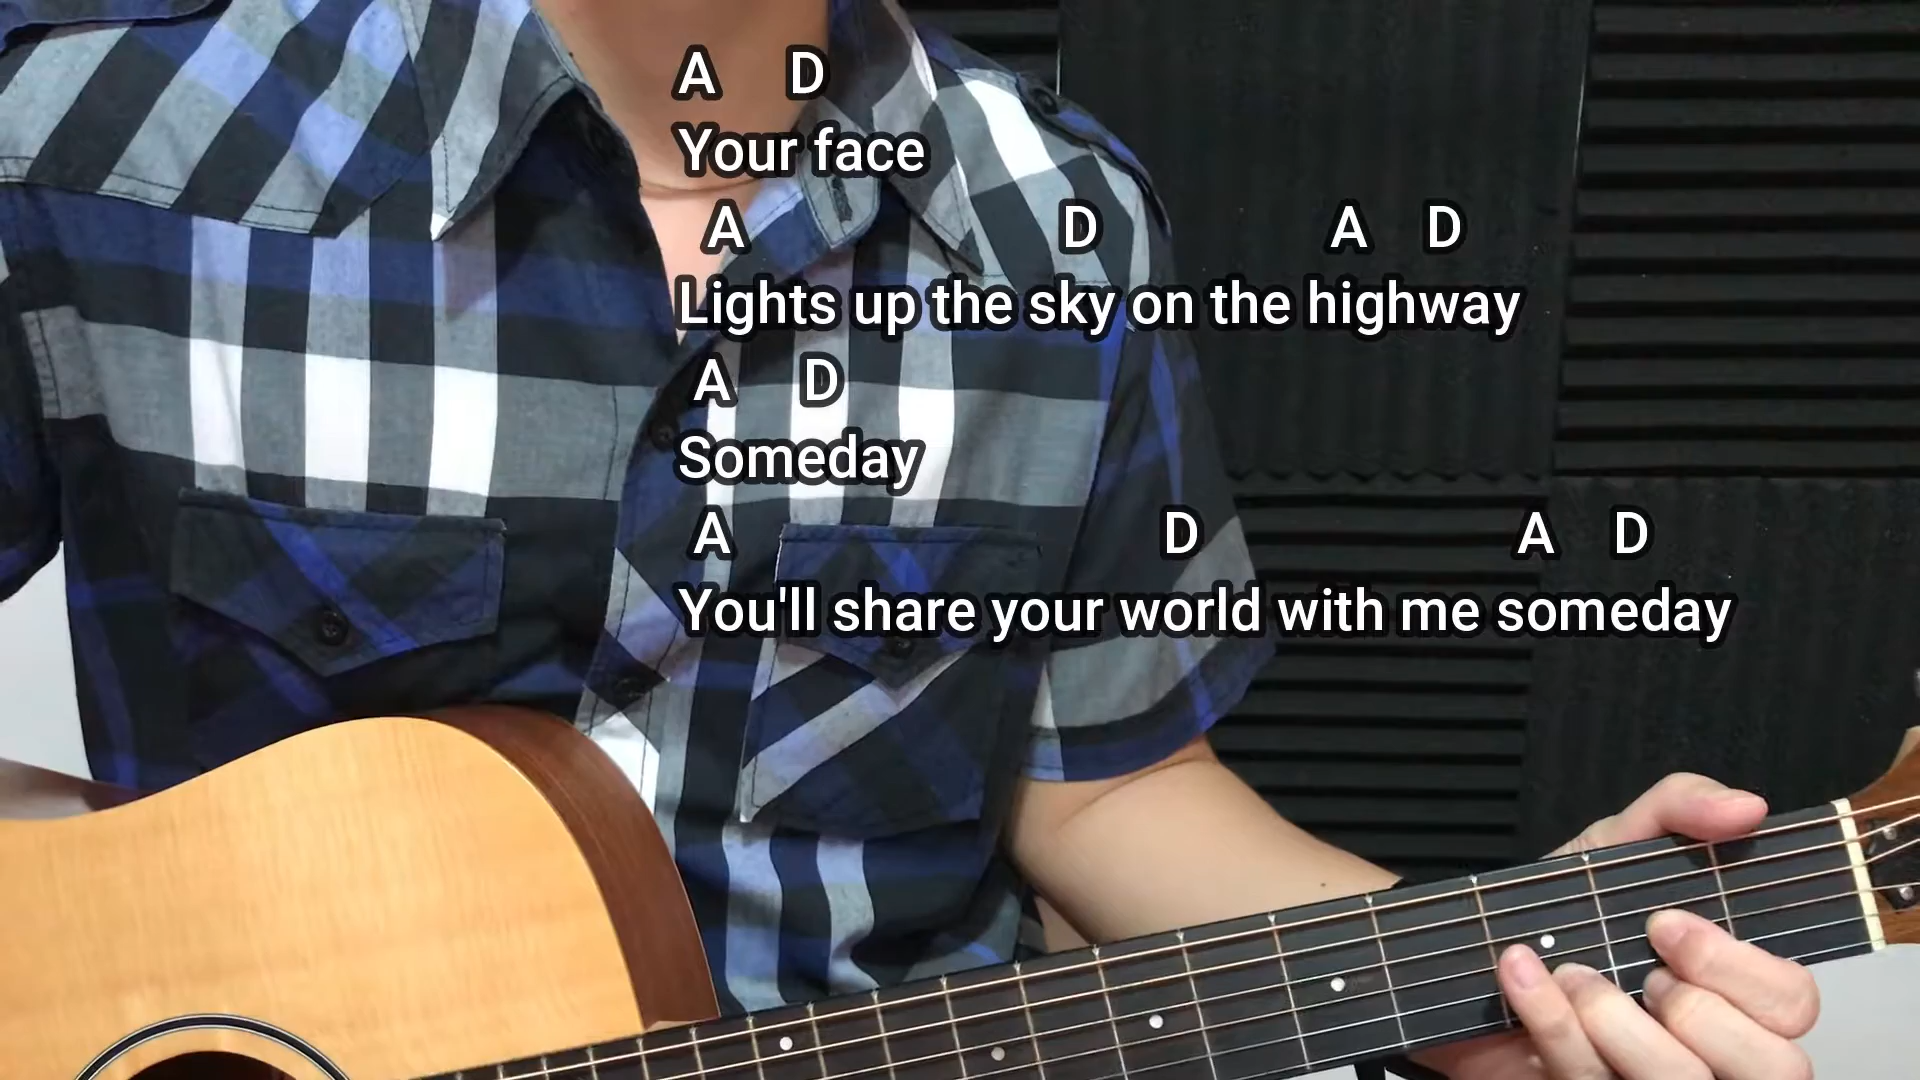 A D
Your face
A D A D
Lights up the sky on the highway
A D
Someday
A D A D
You'll share your world with me someday